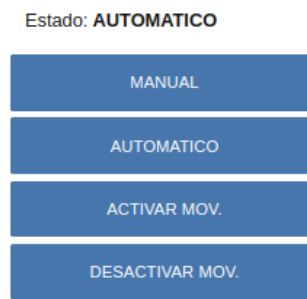 Estado: AUTOMATICO
MANUAL
AUTOMATICO
ACTIVAR MOV.
DESACTIVAR MOV.